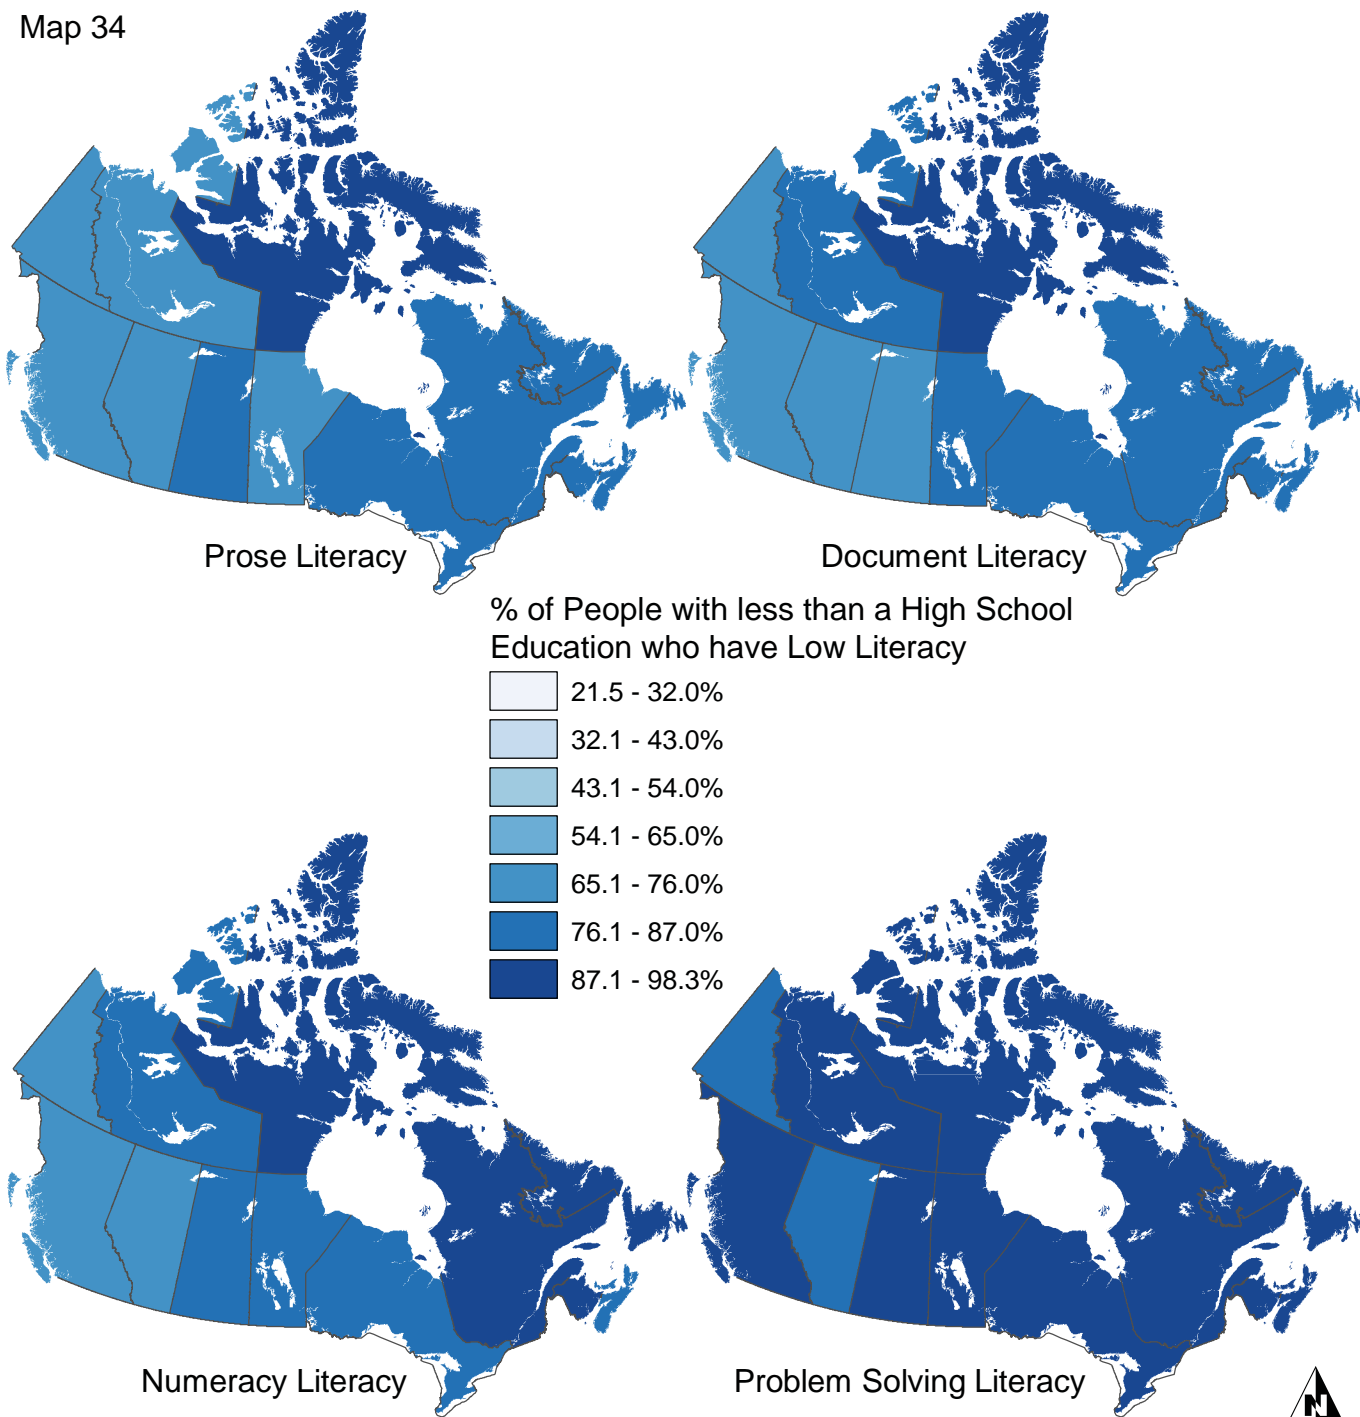 Map 34
Prose Literacy
Document Literacy
% of People with less than a High School
Education who have Low Literacy
21.5 - 32.0%
32.1 - 43.0%
43.1 - 54.0%
54.1 - 65.0%
65.1 - 76.0%
76.1 - 87.0%
87.1 - 98.3%
Numeracy Literacy
Problem Solving Literacy
N